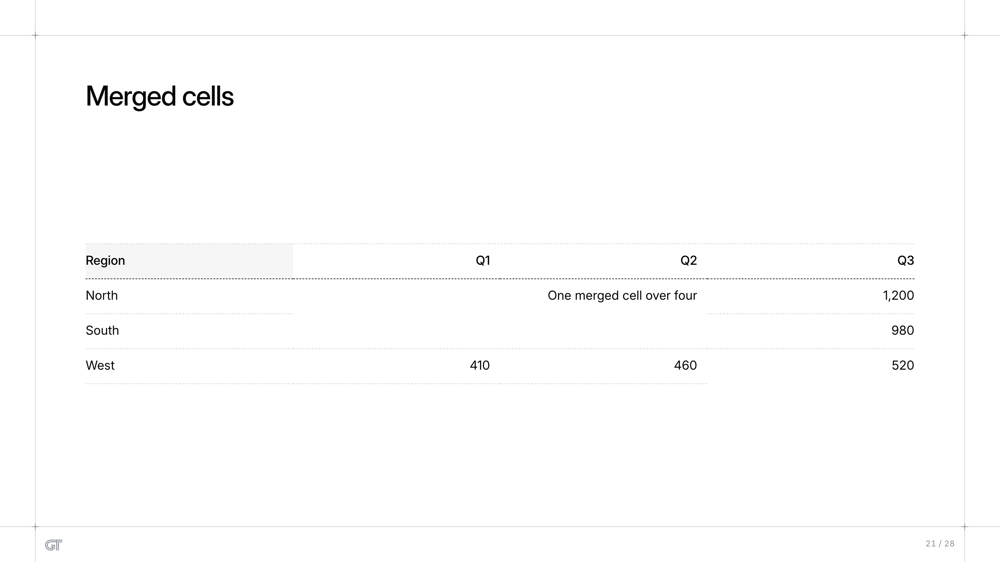 Merged cells
Region Q1 Q2 Q3
North One merged cell over four 1,200
South 980
West 410 460 520
GT 21 / 28